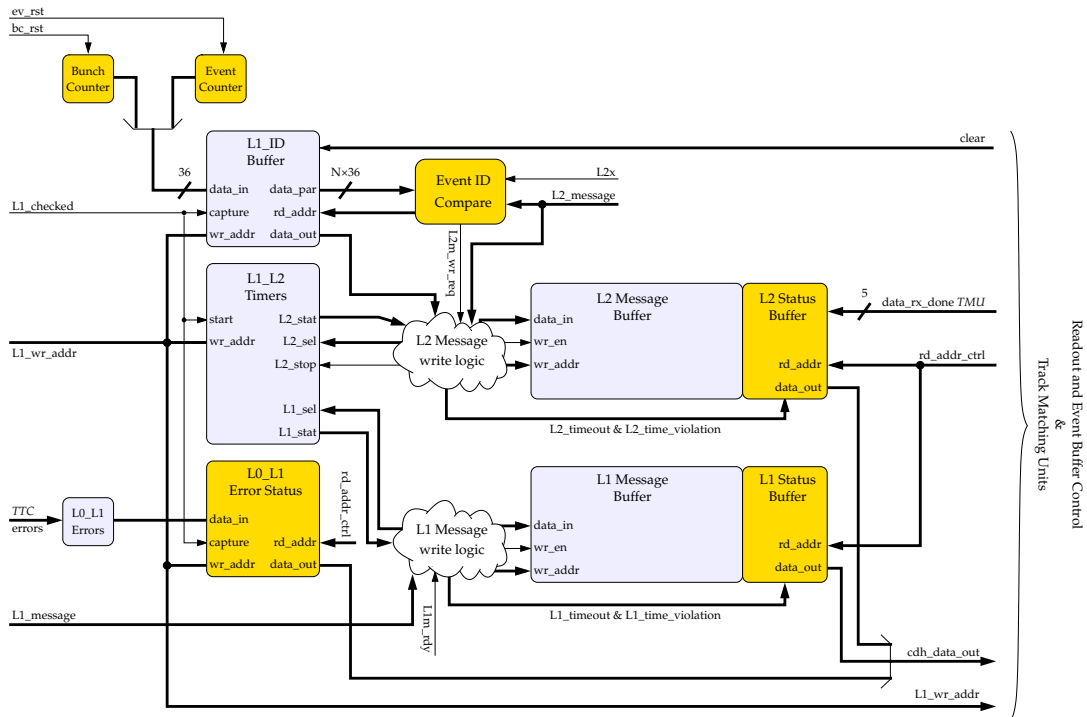 ev_rst
bc_rst
Bunch
Counter
Event
Counter
L1_ID
Buffer
clear
36
N×36
data_in
data_par
Event ID
Compare
L2x
L2_message
L1_checked
capture
rd_addr
wr_addr
data_out
L2m_wr_req
L1_L2
Timers
L2 Message
Buffer
L2 Status
Buffer
5
data_rx_done TMU
start
L2_stat
data_in
L1_wr_addr
wr_addr
L2_sel
L2 Message
write logic
wr_en
L2_stop
wr_addr
rd_addr
rd_addr_ctrl
data_out
L1_sel
L1_stat
L2_timeout & L2_time_violation
Readout and Event Buffer Control
&
Track Matching Units
L0_L1
Error Status
rd_addr_ctrl
L1 Message
Buffer
L1 Status
Buffer
TTC
errors
L0_L1
Errors
data_in
capture
rd_addr
wr_addr
data_out
L1 Message
write logic
data_in
wr_en
wr_addr
rd_addr
data_out
L1_message
L1m_rdy
L1_timeout & L1_time_violation
cdh_data_out
L1_wr_addr